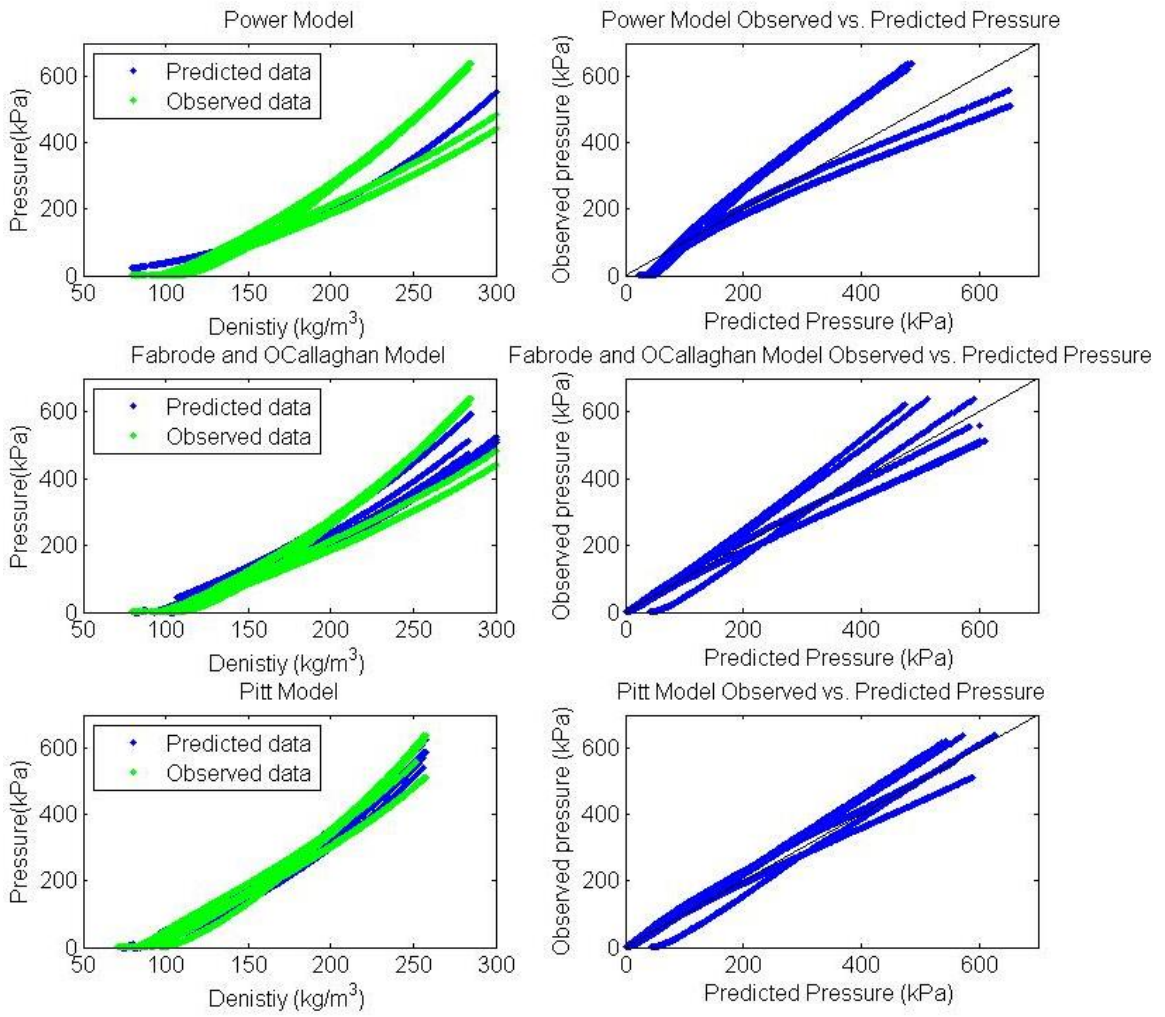 Power Model
Power Model Observed vs. Predicted Pressure
Pressure(kPa)
600
400
200
0
Predicted data
Observed data
50
100
150
200
250
300
Denistiy (kg/m³)
Observed pressure (kPa)
600
400
200
0
0
200
400
600
Predicted Pressure (kPa)
Fabrode and OCallaghan Model
Fabrode and OCallaghan Model Observed vs. Predicted Pressure
Pressure(kPa)
600
400
200
0
Predicted data
Observed data
50
100
150
200
250
300
Denistiy (kg/m³)
Observed pressure (kPa)
600
400
200
0
0
200
400
600
Predicted Pressure (kPa)
Pitt Model
Pitt Model Observed vs. Predicted Pressure
Pressure(kPa)
600
400
200
0
Predicted data
Observed data
50
100
150
200
250
300
Denistiy (kg/m³)
Observed pressure (kPa)
600
400
200
0
0
200
400
600
Predicted Pressure (kPa)